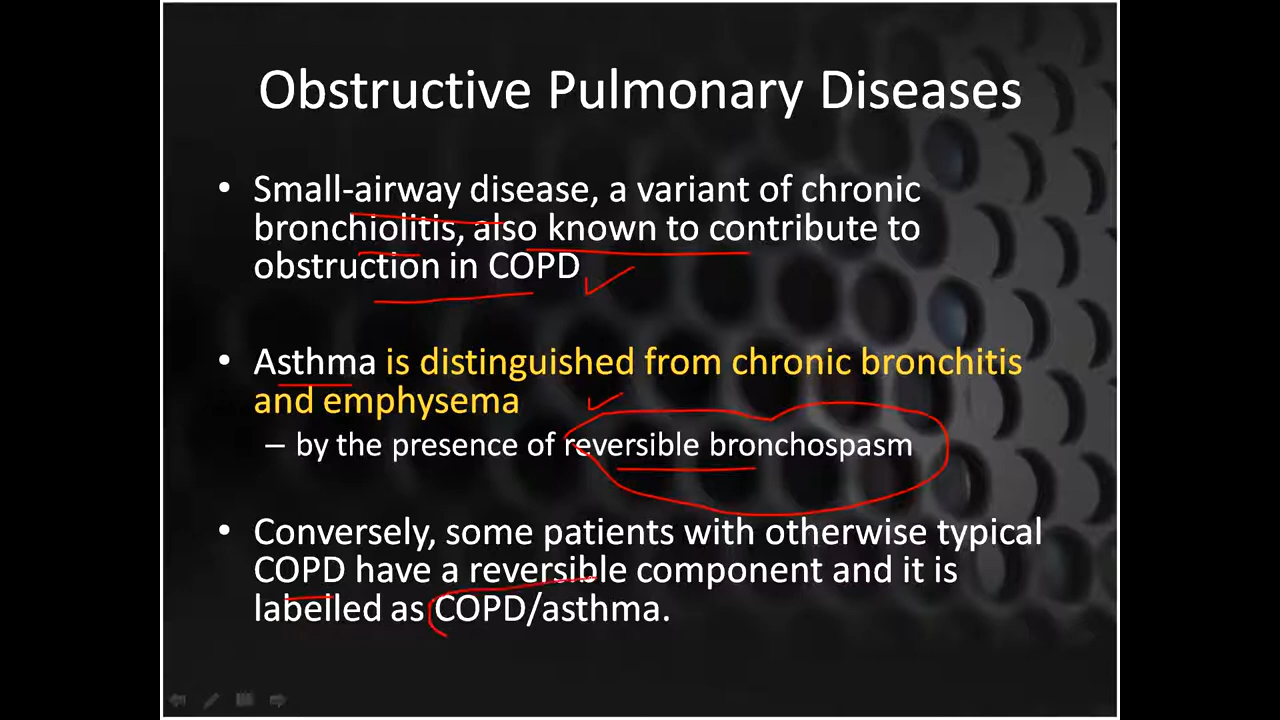 Obstructive Pulmonary Diseases
• Small-airway disease, a variant of chronic
bronchiolitis, also known to contribute to
obstruction in COPD
• Asthma is distinguished from chronic bronchitis
and emphysema
– by the presence of reversible bronchospasm
• Conversely, some patients with otherwise typical
COPD have a reversible component and it is
labelled as COPD/asthma.